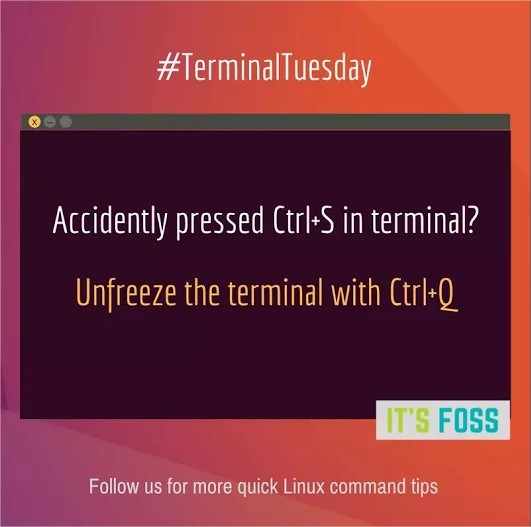 #TerminalTuesday
Accidently pressed Ctrl+S in terminal?
Unfreeze the terminal with Ctrl+Q
IT'S FOSS
Follow us for more quick Linux command tips